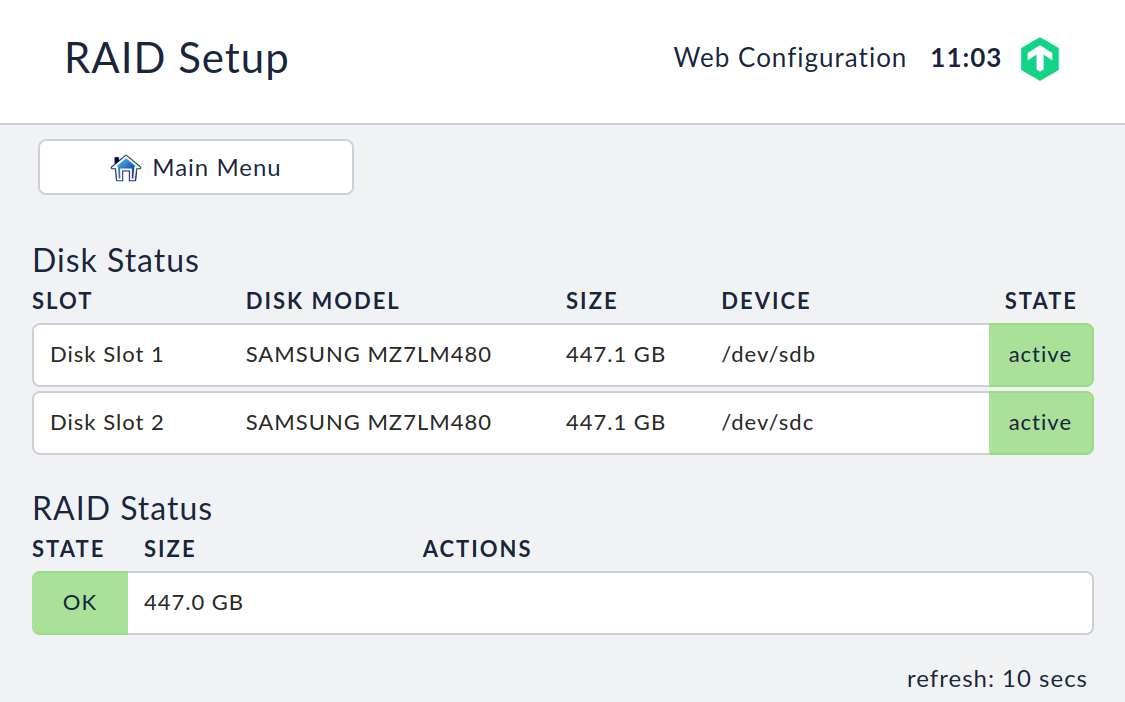 RAID Setup
Web Configuration 11:03
Main Menu
Disk Status
SLOT DISK MODEL SIZE DEVICE STATE
Disk Slot 1 SAMSUNG MZ7LM480 447.1 GB /dev/sdb active
Disk Slot 2 SAMSUNG MZ7LM480 447.1 GB /dev/sdc active
RAID Status
STATE SIZE ACTIONS
OK 447.0 GB
refresh: 10 secs